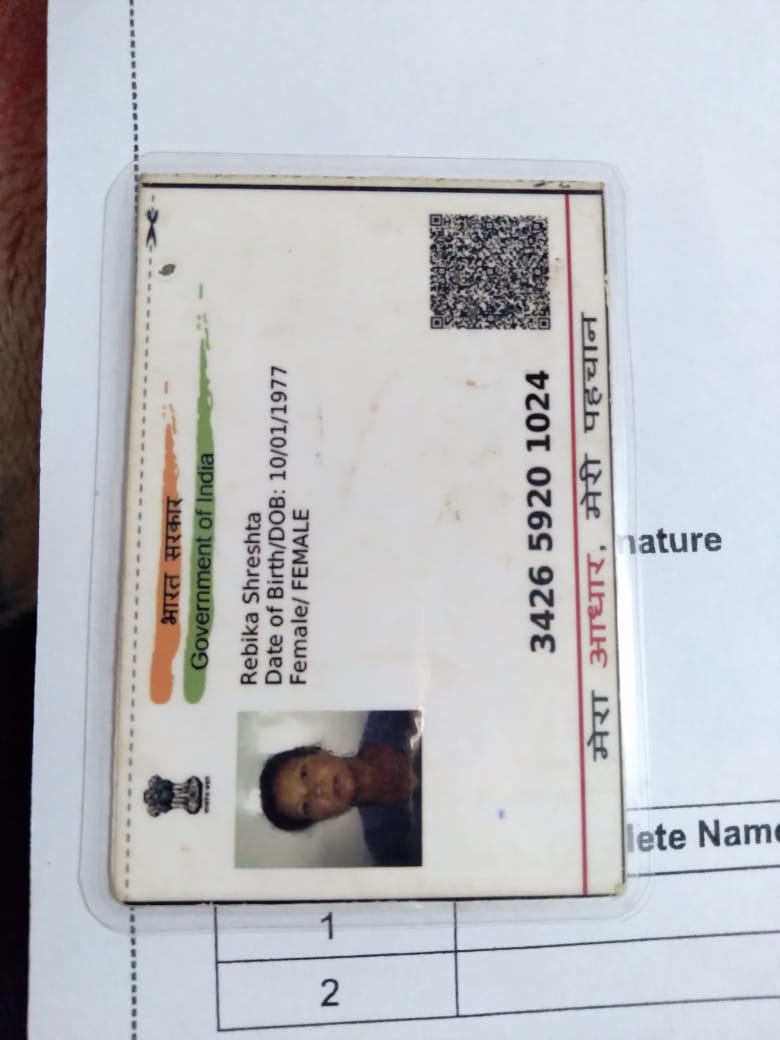 भारत सरकार
Government of India
Rebika Shreshta
Date of Birth/DOB: 10/01/1977
Female/ FEMALE
3426 5920 1024
मेरा आधार, मेरी पहचान
nature
lete Name
1
2